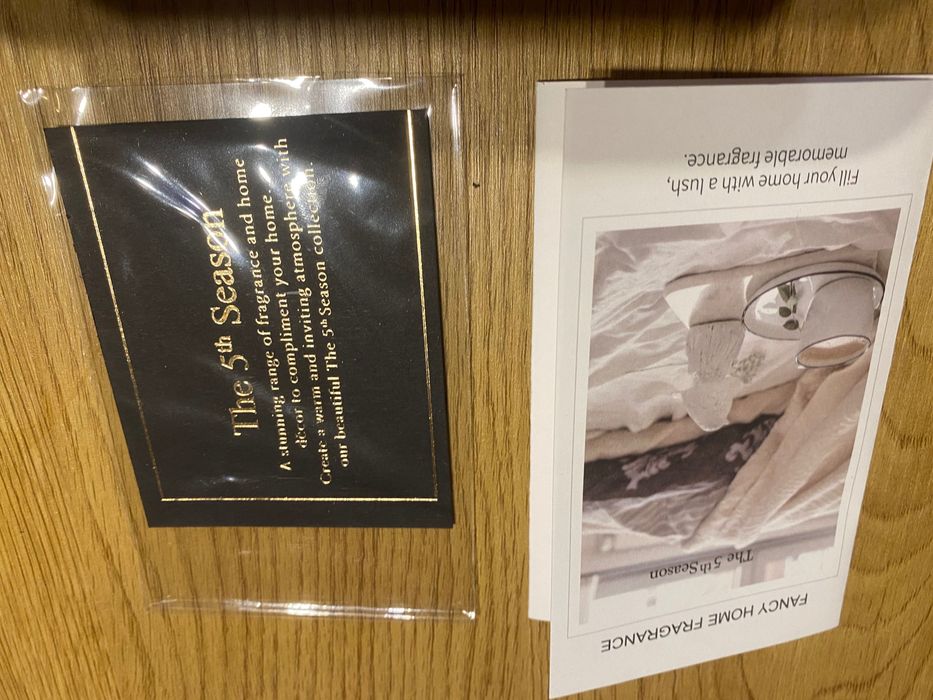 The 5th Season
A stunning range of fragrance and home
décor to compliment your home.
Create a warm and inviting atmosphere with
our beautiful The 5th Season collection.
FANCY HOME FRAGRANCE
The 5th Season
Fill your home with a lush,
memorable fragrance.